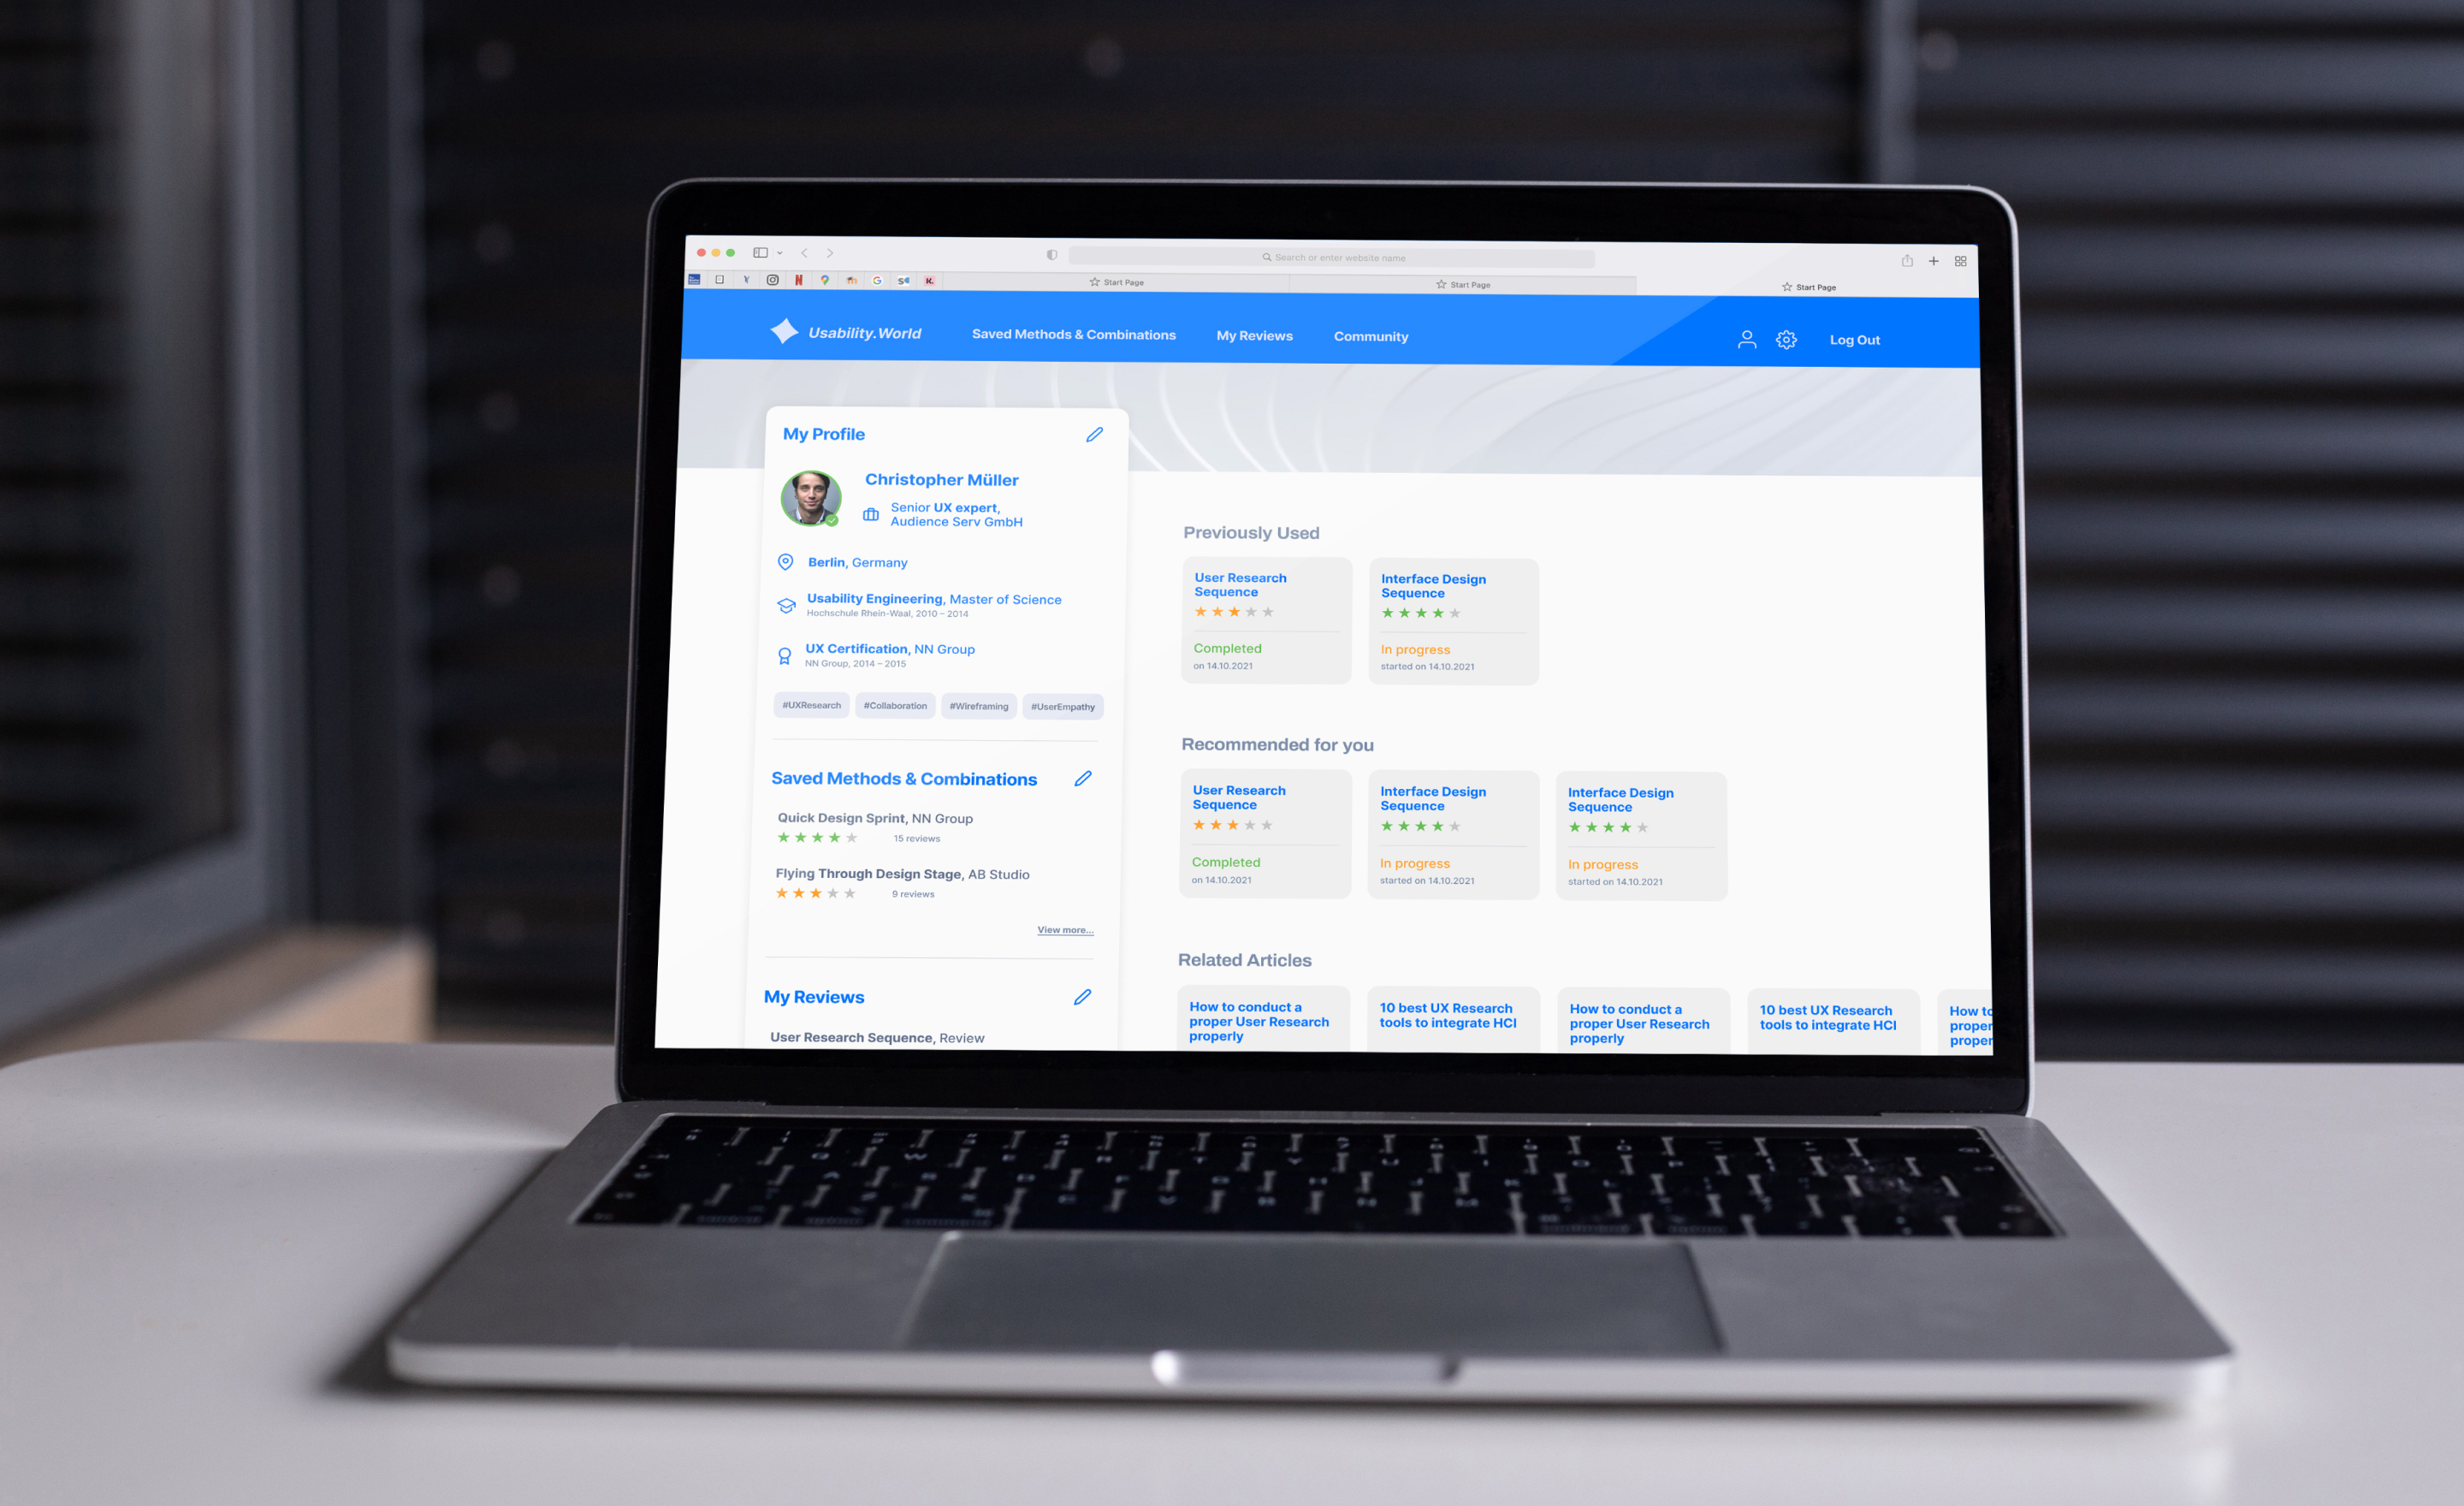 Search or enter website name
Start Page
Start Page
Start Page
Usability.World
Saved Methods & Combinations
My Reviews
Community
Log Out
My Profile
Christopher Müller
Senior UX expert,
Audience Serv GmbH
Berlin, Germany
Usability Engineering, Master of Science
Hochschule Rhein-Waal, 2010 – 2014
UX Certification, NN Group
NN Group, 2014 – 2015
#UXResearch
#Collaboration
#Wireframing
#UserEmpathy
Saved Methods & Combinations
Quick Design Sprint, NN Group
15 reviews
Flying Through Design Stage, AB Studio
9 reviews
View more...
My Reviews
User Research Sequence, Review
Previously Used
User Research
Sequence
Completed
on 14.10.2021
Interface Design
Sequence
In progress
started on 14.10.2021
Recommended for you
User Research
Sequence
Completed
on 14.10.2021
Interface Design
Sequence
In progress
started on 14.10.2021
Interface Design
Sequence
In progress
started on 14.10.2021
Related Articles
How to conduct a
proper User Research
properly
10 best UX Research
tools to integrate HCI
How to conduct a
proper User Research
properly
10 best UX Research
tools to integrate HCI
How to
proper
proper